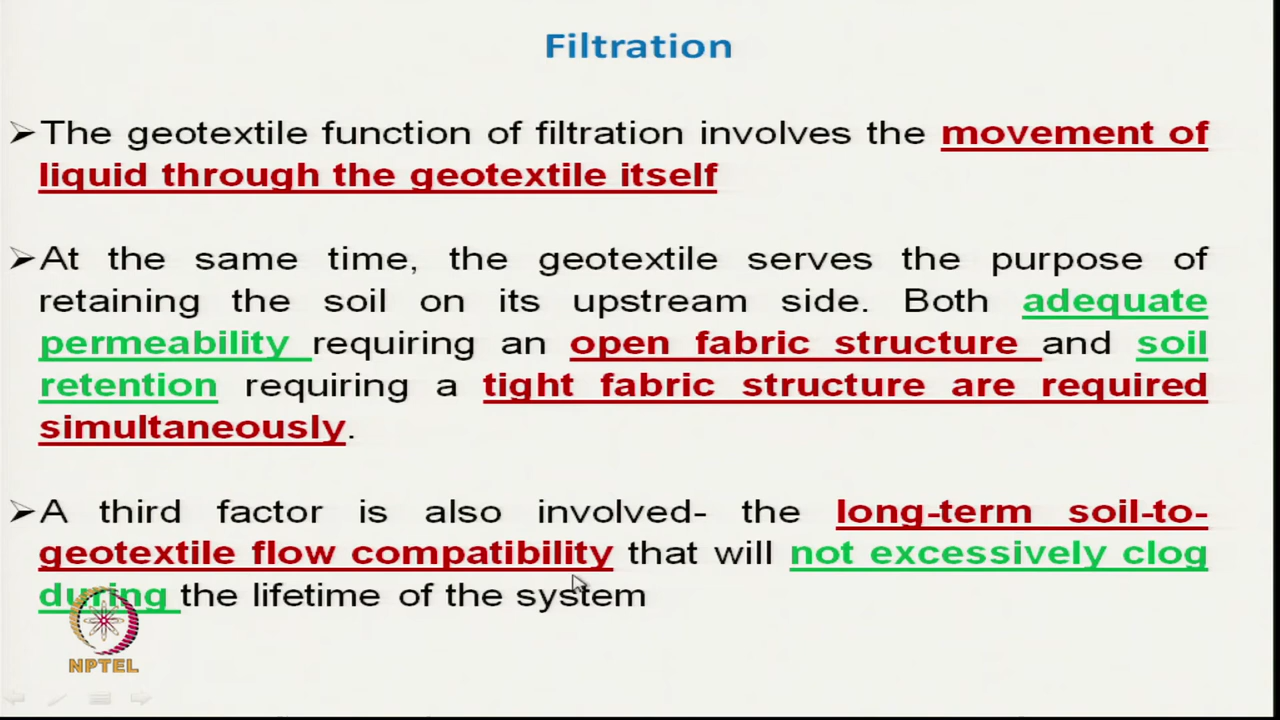 Filtration
➢The geotextile function of filtration involves the movement of
liquid through the geotextile itself
➢At the same time, the geotextile serves the purpose of
retaining the soil on its upstream side. Both adequate
permeability requiring an open fabric structure and soil
retention requiring a tight fabric structure are required
simultaneously.
➢A third factor is also involved- the long-term soil-to-
geotextile flow compatibility that will not excessively clog
during the lifetime of the system
NPTEL